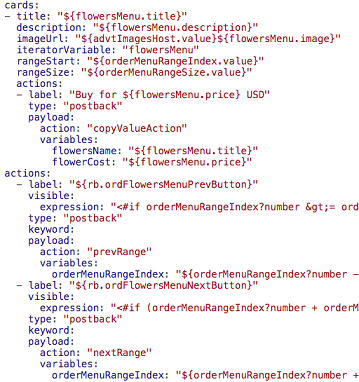 cards:
- title: "${flowersMenu.title}"
description: "${flowersMenu.description}"
imageUrl: "${advtImagesHost.value}${flowersMenu.image}"
iteratorVariable: "flowersMenu"
rangeStart: "${orderMenuRangeIndex.value}"
rangeSize: "${orderMenuRangeSize.value}"
actions:
- label: "Buy for ${flowersMenu.price} USD"
type: "postback"
payload:
action: "copyValueAction"
variables:
flowersName: "${flowersMenu.title}"
flowerCost: "${flowersMenu.price}"
actions:
- label: "${rb.ordFlowersMenuPrevButton}"
visible:
expression: "<#if orderMenuRangeIndex?number &gt;= ord
type: "postback"
keyword:
payload:
action: "prevRange"
variables:
orderMenuRangeIndex: "${orderMenuRangeIndex?number −
- label: "${rb.ordFlowersMenuNextButton}"
visible:
expression: "<#if (orderMenuRangeIndex?number + orderM
type: "postback"
keyword:
payload:
action: "nextRange"
variables:
orderMenuRangeIndex: "${orderMenuRangeIndex?number +